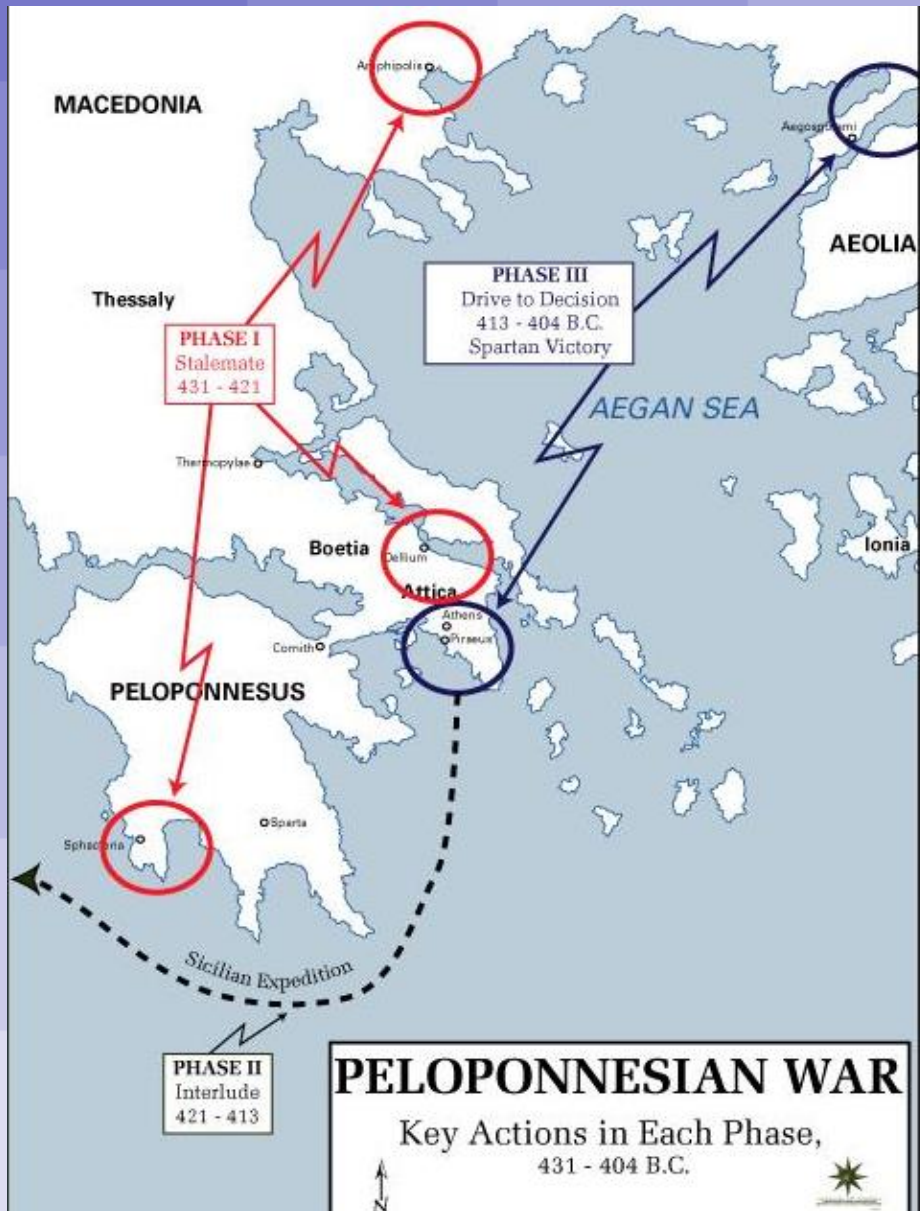 Amphipolis
MACEDONIA
Aegospotami
AEOLIA
PHASE III
Drive to Decision
413 - 404 B.C.
Spartan Victory
Thessaly
PHASE I
Stalemate
431 - 421
AEGAN SEA
Thermopylae
Boetia
Dellium
Ionia
Attica
Athens
Piraeus
Cornith
PELOPONNESUS
Sparta
Sphacteria
Sicilian Expedition
PHASE II
Interlude
421 - 413
PELOPONNESIAN WAR
Key Actions in Each Phase,
431 - 404 B.C.
N